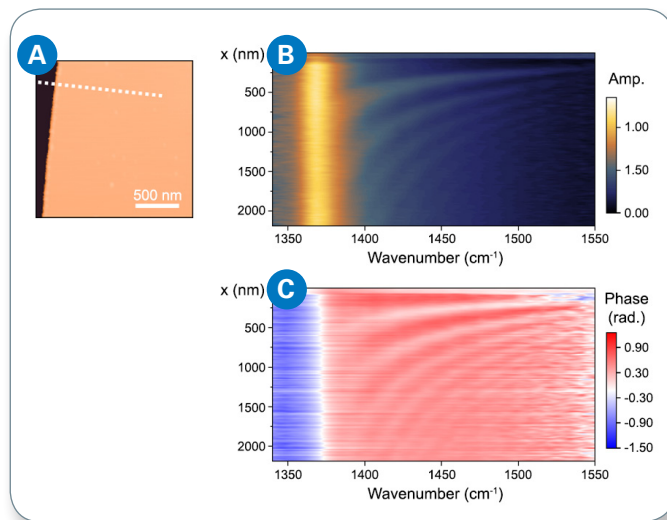 A
500 nm
B
x (nm)
500
1000
1500
2000
1350
1400
1450
1500
1550
Wavenumber (cm-1)
Amp.
1.00
1.50
0.00
C
x (nm)
500
1000
1500
2000
1350
1400
1450
1500
1550
Wavenumber (cm-1)
Phase
(rad.)
0.90
0.30
-0.30
-0.90
-1.50